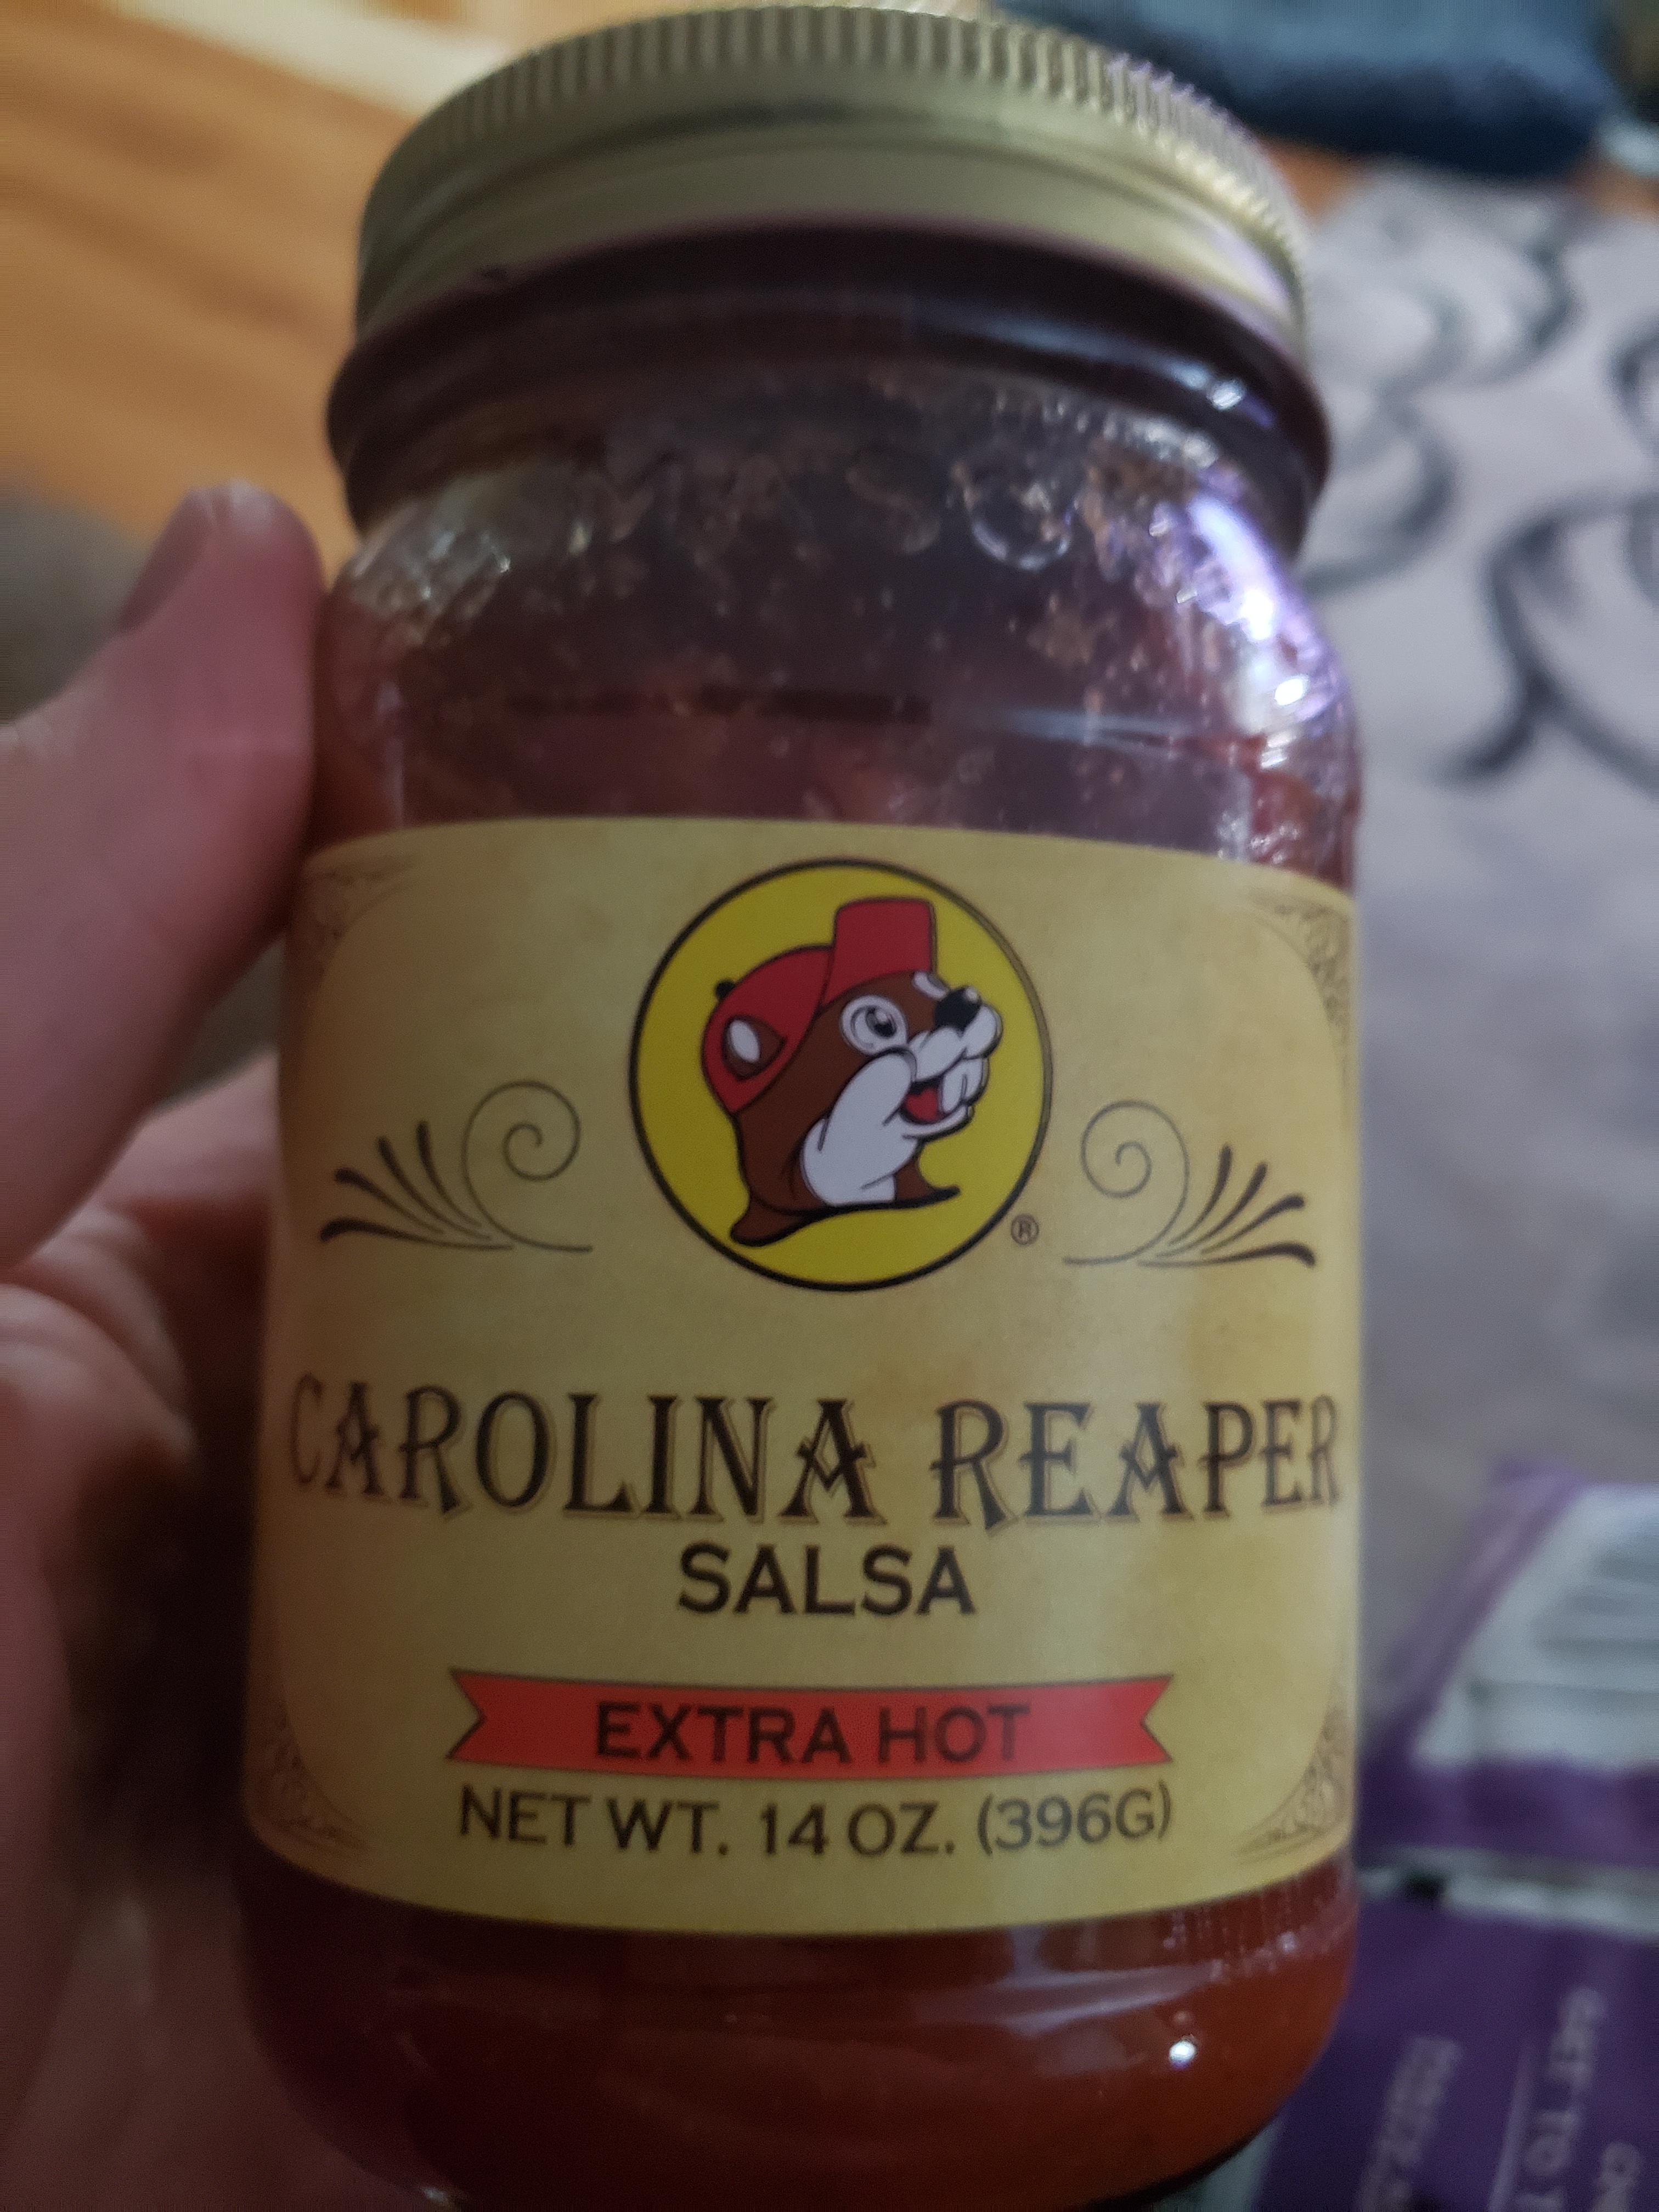 ®
CAROLINA REAPER
SALSA
EXTRA HOT
NET WT. 14 OZ. (396G)